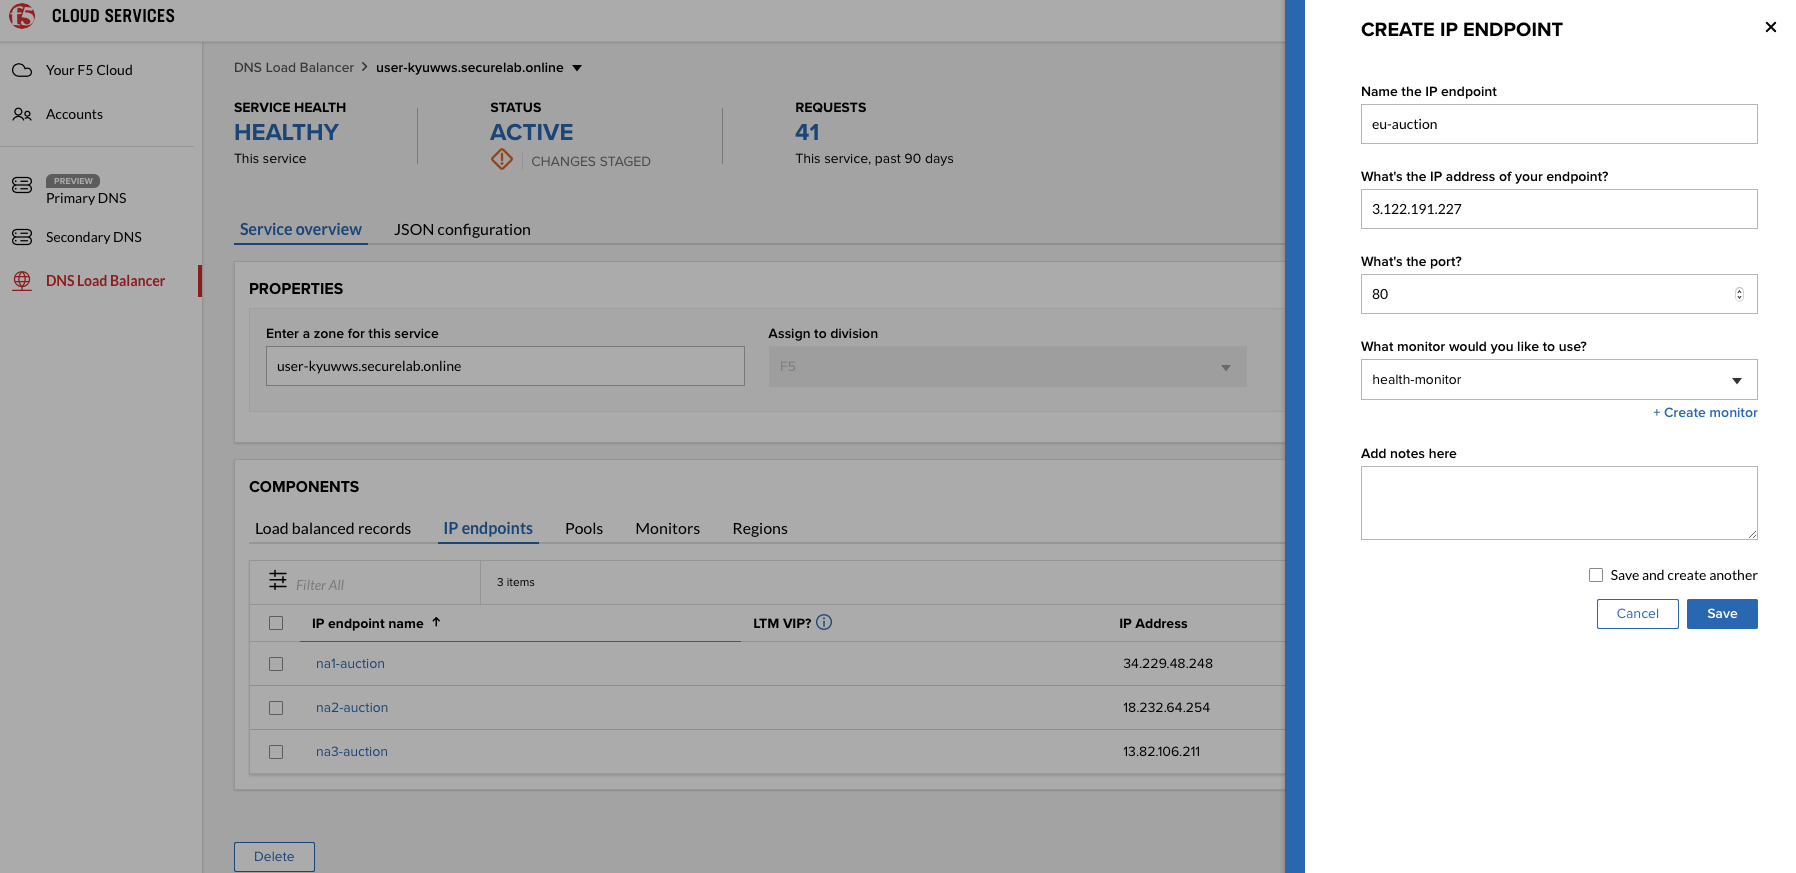 CLOUD SERVICES
Your F5 Cloud
Accounts
PREVIEW
Primary DNS
Secondary DNS
DNS Load Balancer
DNS Load Balancer > user-kyuwws.securelab.online
SERVICE HEALTH
HEALTHY
This service
STATUS
ACTIVE
CHANGES STAGED
REQUESTS
41
This service, past 90 days
Service overview
JSON configuration
PROPERTIES
Enter a zone for this service
user-kyuwws.securelab.online
Assign to division
F5
COMPONENTS
Load balanced records
IP endpoints
Pools
Monitors
Regions
Filter All
3 items
IP endpoint name ↑
LTM VIP?
IP Address
na1-auction
34.229.48.248
na2-auction
18.232.64.254
na3-auction
13.82.106.211
Delete
CREATE IP ENDPOINT
Name the IP endpoint
eu-auction
What's the IP address of your endpoint?
3.122.191.227
What's the port?
80
What monitor would you like to use?
health-monitor
+ Create monitor
Add notes here
Save and create another
Cancel
Save